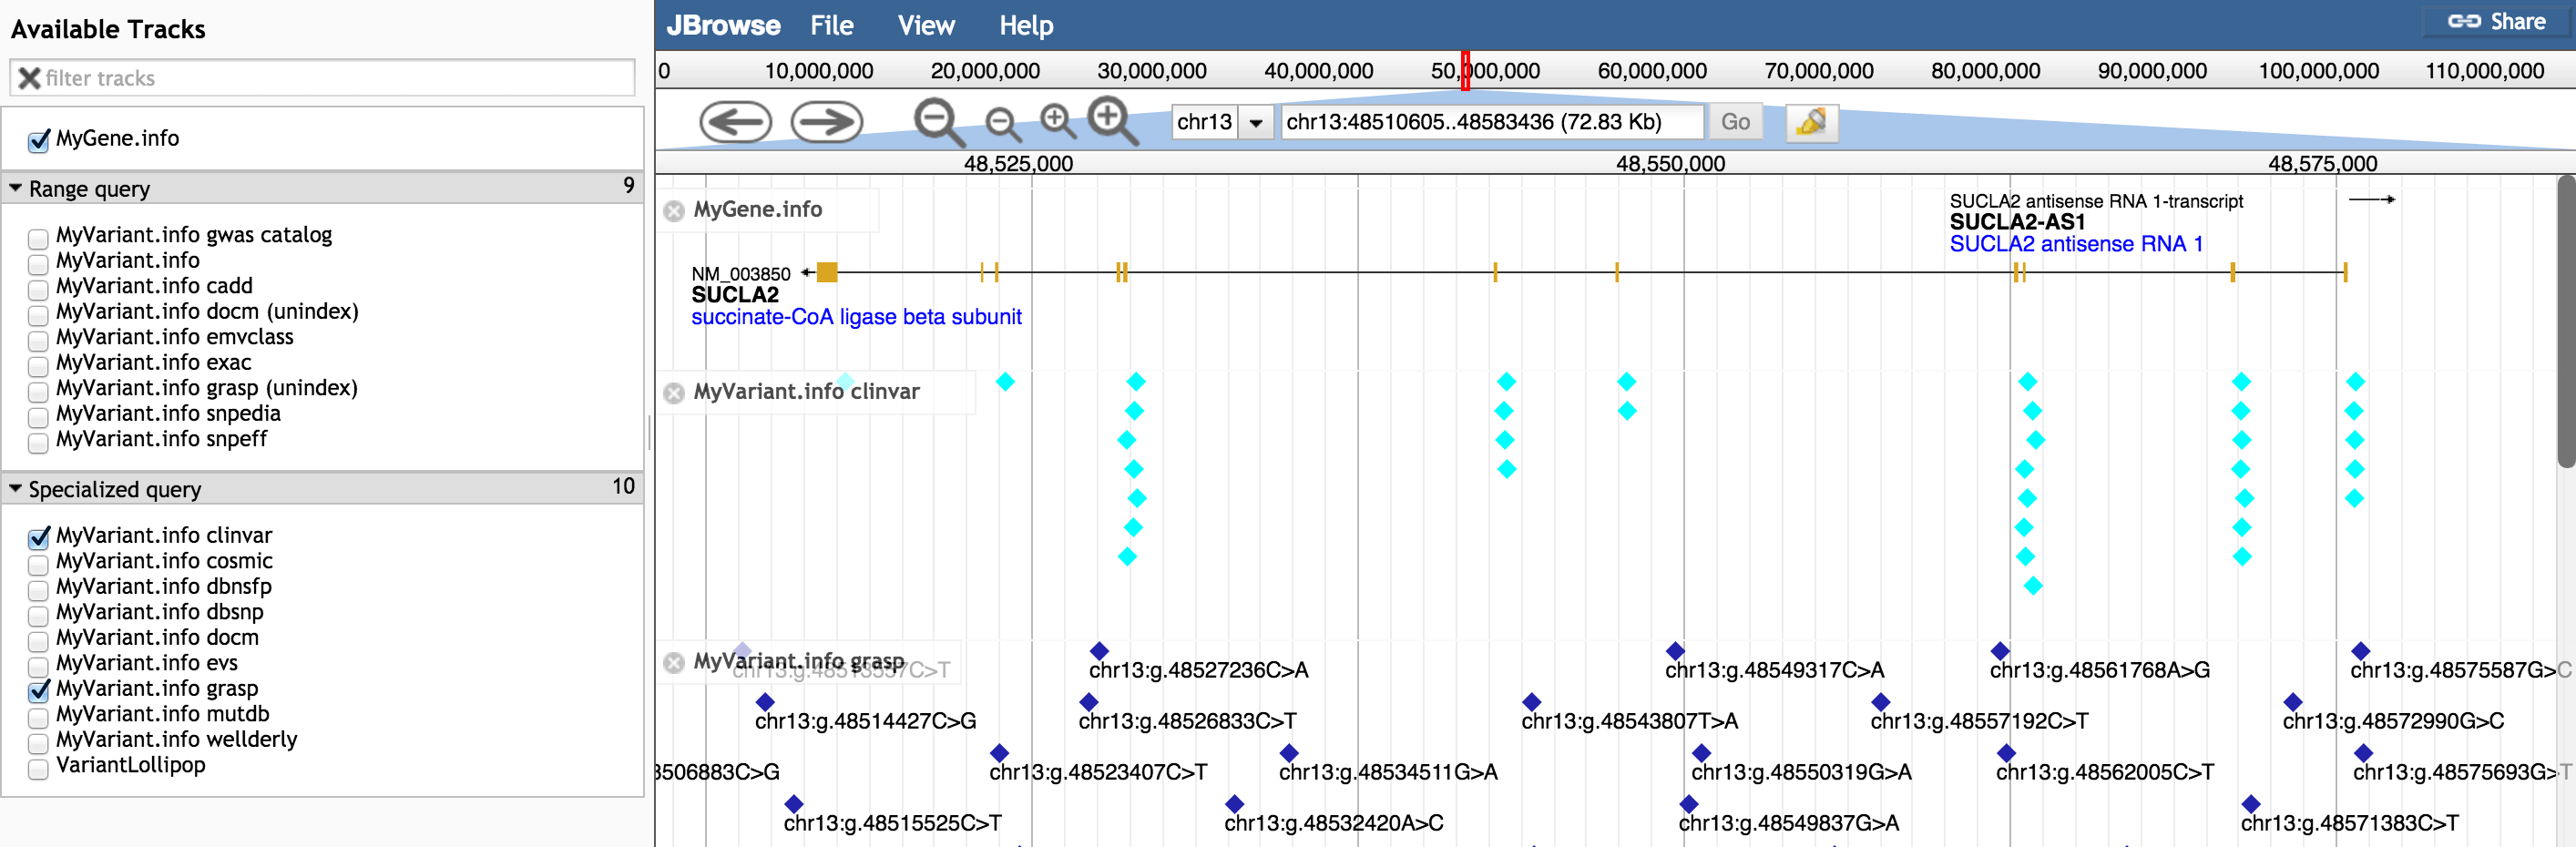 Available Tracks
filter tracks
MyGene.info
Range query 9
MyVariant.info gwas catalog
MyVariant.info
MyVariant.info cadd
MyVariant.info docm (unindex)
MyVariant.info emvclass
MyVariant.info exac
MyVariant.info grasp (unindex)
MyVariant.info snpedia
MyVariant.info snpeff
Specialized query 10
MyVariant.info clinvar
MyVariant.info cosmic
MyVariant.info dbnsfp
MyVariant.info dbsnp
MyVariant.info docm
MyVariant.info evs
MyVariant.info grasp
MyVariant.info mutdb
MyVariant.info wellderly
VariantLollipop
JBrowse File View Help Share
0 10,000,000 20,000,000 30,000,000 40,000,000 50,000,000 60,000,000 70,000,000 80,000,000 90,000,000 100,000,000 110,000,000
chr13 chr13:48510605..48583436 (72.83 Kb) Go
48,525,000 48,550,000 48,575,000
MyGene.info
SUCLA2 antisense RNA 1-transcript
SUCLA2-AS1
SUCLA2 antisense RNA 1
NM_003850
SUCLA2
succinate-CoA ligase beta subunit
MyVariant.info clinvar
MyVariant.info grasp
chr13:g.48513557C>T chr13:g.48527236C>A chr13:g.48549317C>A chr13:g.48561768A>G chr13:g.48575587G>C
chr13:g.48514427C>G chr13:g.48526833C>T chr13:g.48543807T>A chr13:g.48557192C>T chr13:g.48572990G>C
3506883C>G chr13:g.48523407C>T chr13:g.48534511G>A chr13:g.48550319G>A chr13:g.48562005C>T chr13:g.48575693G>T
chr13:g.48515525C>T chr13:g.48532420A>C chr13:g.48549837G>A chr13:g.48571383C>T